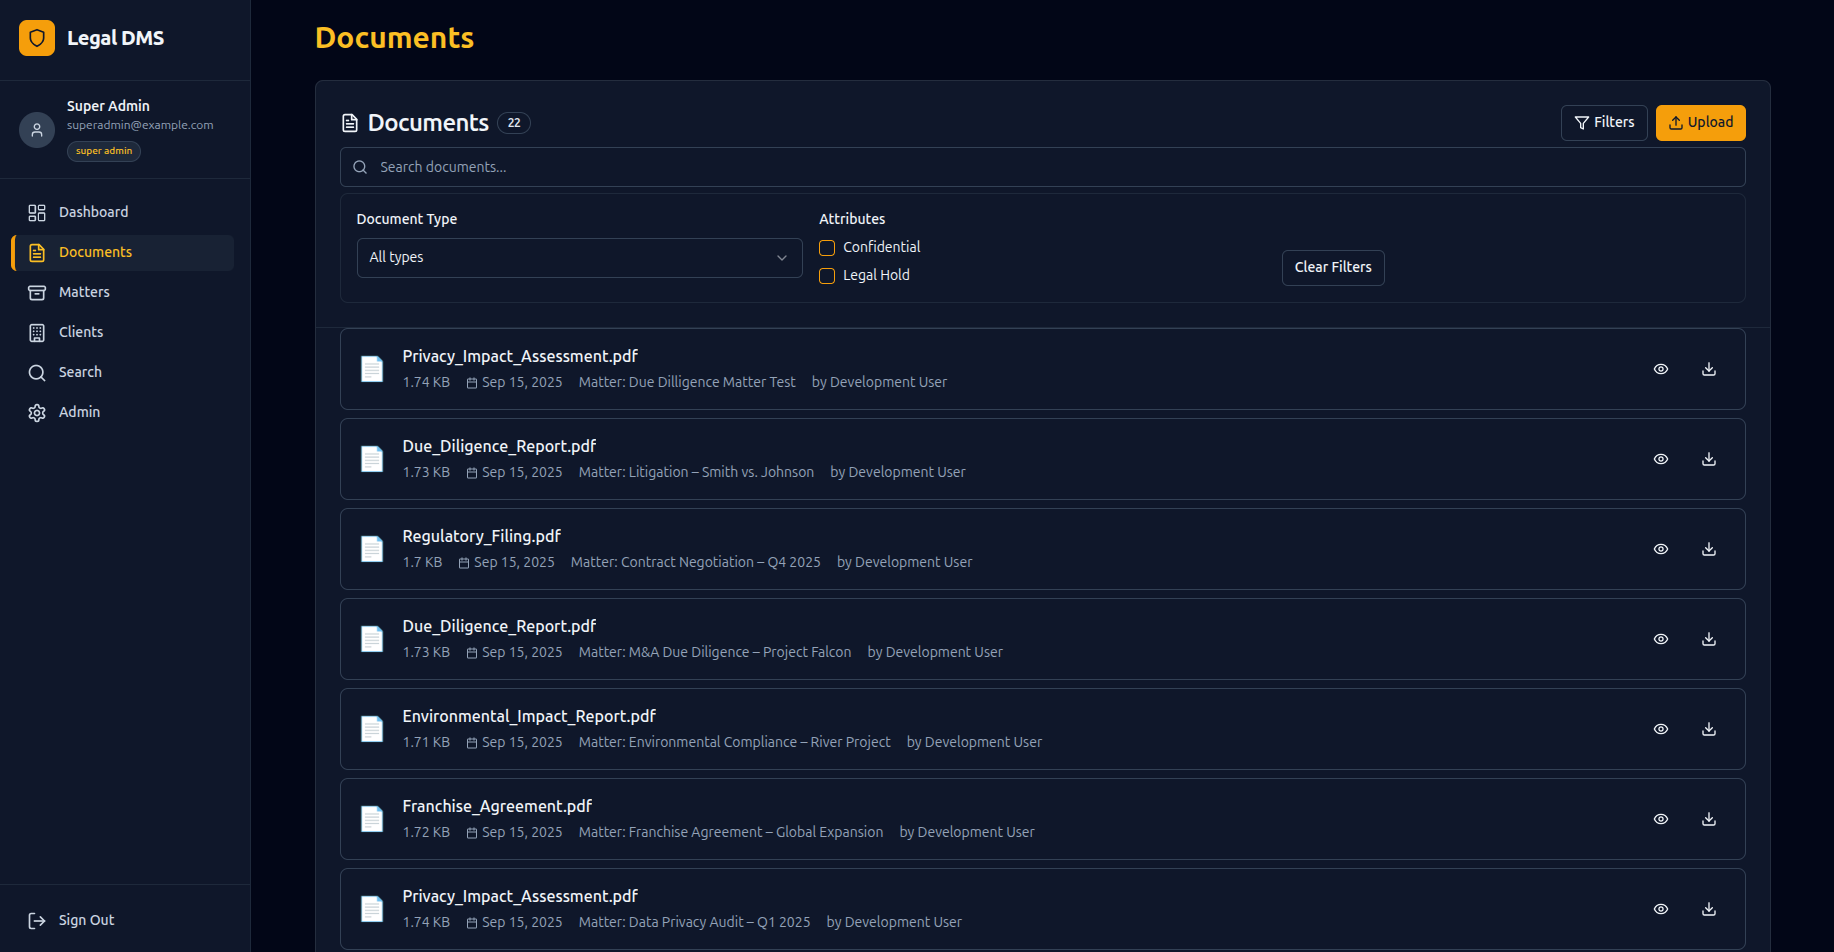 Legal DMS
Super Admin
superadmin@example.com
super admin
Dashboard
Documents
Matters
Clients
Search
Admin
Sign Out
Documents
Documents 22
Filters
Upload
Search documents...
Document Type
All types
Attributes
Confidential
Legal Hold
Clear Filters
Privacy_Impact_Assessment.pdf
1.74 KB Sep 15, 2025 Matter: Due Dilligence Matter Test by Development User
Due_Diligence_Report.pdf
1.73 KB Sep 15, 2025 Matter: Litigation – Smith vs. Johnson by Development User
Regulatory_Filing.pdf
1.7 KB Sep 15, 2025 Matter: Contract Negotiation – Q4 2025 by Development User
Due_Diligence_Report.pdf
1.73 KB Sep 15, 2025 Matter: M&A Due Diligence – Project Falcon by Development User
Environmental_Impact_Report.pdf
1.71 KB Sep 15, 2025 Matter: Environmental Compliance – River Project by Development User
Franchise_Agreement.pdf
1.72 KB Sep 15, 2025 Matter: Franchise Agreement – Global Expansion by Development User
Privacy_Impact_Assessment.pdf
1.74 KB Sep 15, 2025 Matter: Data Privacy Audit – Q1 2025 by Development User